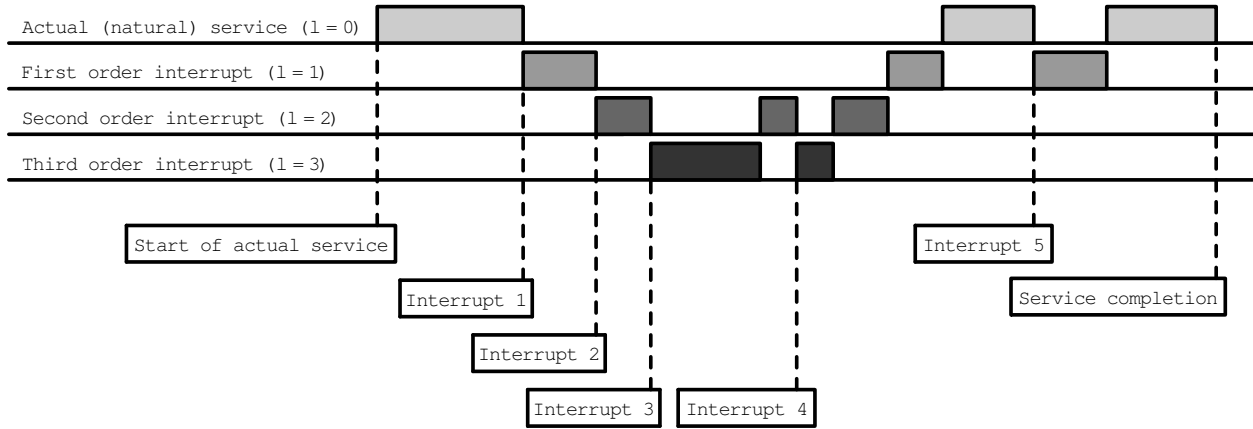 Actual (natural) service (l = 0)
First order interrupt (l = 1)
Second order interrupt (l = 2)
Third order interrupt (l = 3)
Start of actual service
Interrupt 5
Interrupt 1
Service completion
Interrupt 2
Interrupt 3
Interrupt 4